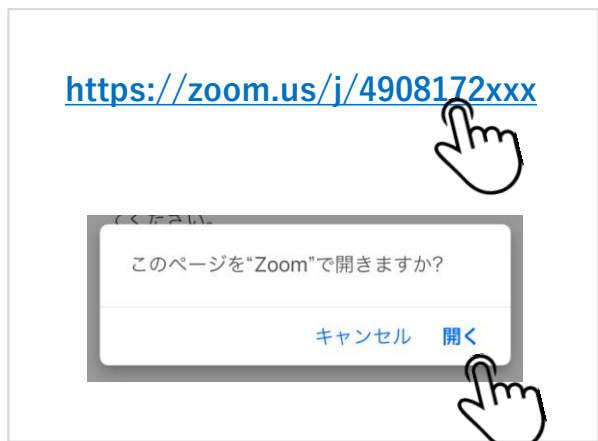 https://zoom.us/j/4908172xxx
てください。
このページを“Zoom”で開きますか?
キャンセル 開く